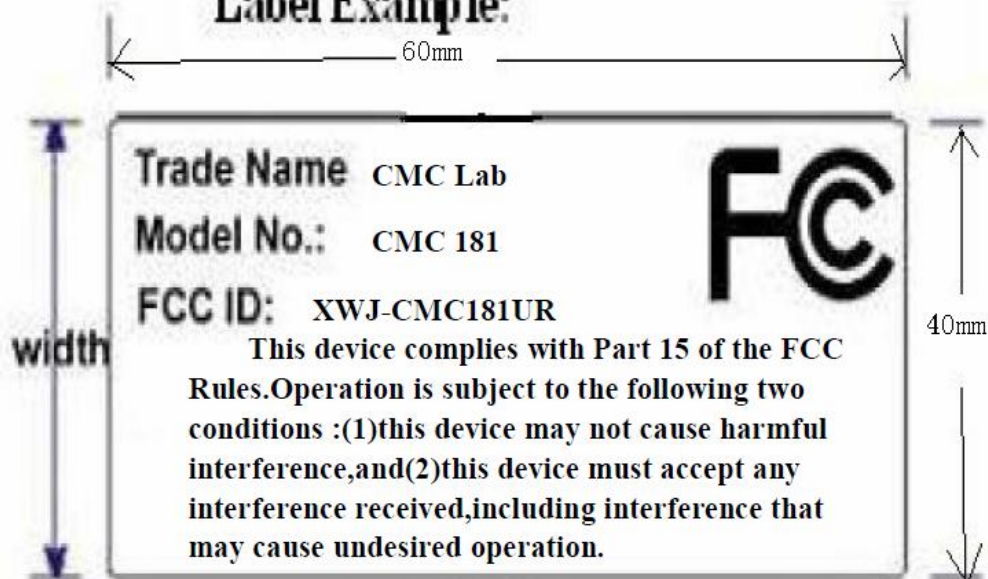 Label Example:
60mm
Trade Name CMC Lab
Model No.: CMC 181
FCC
FCC ID: XWJ-CMC181UR
width
40mm
This device complies with Part 15 of the FCC
Rules.Operation is subject to the following two
conditions :(1)this device may not cause harmful
interference,and(2)this device must accept any
interference received,including interference that
may cause undesired operation.